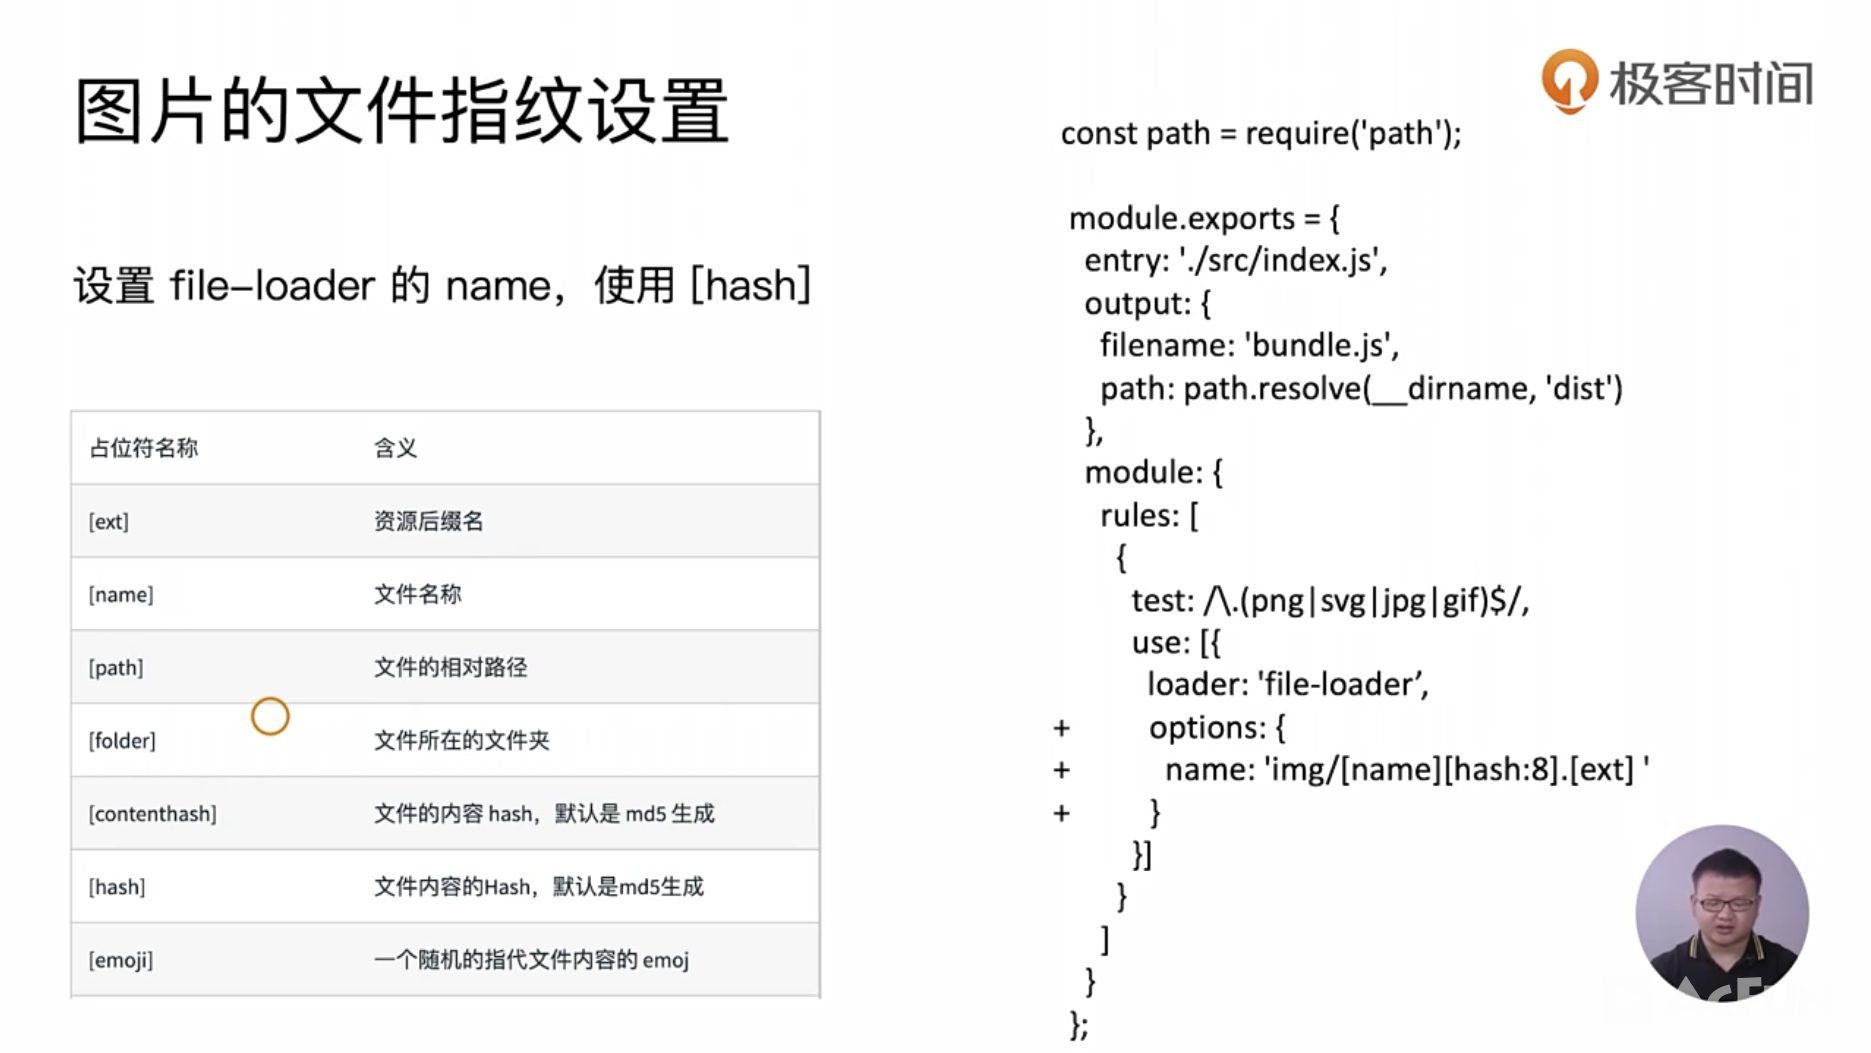 图片的文件指纹设置
极客时间
设置 file-loader 的 name，使用 [hash]
占位符名称 含义
[ext] 资源后缀名
[name] 文件名称
[path] 文件的相对路径
[folder] 文件所在的文件夹
[contenthash] 文件的内容 hash，默认是 md5 生成
[hash] 文件内容的Hash，默认是md5生成
[emoji] 一个随机的指代文件内容的 emoj
const path = require('path');
module.exports = {
entry: './src/index.js',
output: {
filename: 'bundle.js',
path: path.resolve(__dirname, 'dist')
},
module: {
rules: [
{
test: /\.(png|svg|jpg|gif)$/,
use: [{
loader: 'file-loader’,
+ options: {
+ name: 'img/[name][hash:8].[ext] '
+ }
}]
}
]
}
};